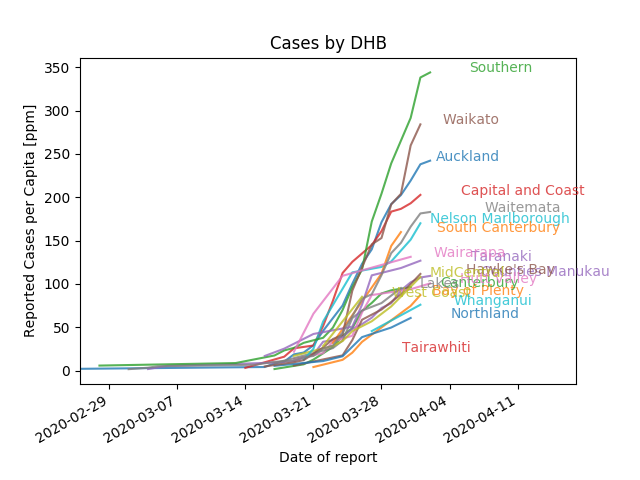 Cases by DHB
Reported Cases per Capita [ppm]
350
300
250
200
150
100
50
0
Southern
Waikato
Auckland
Capital and Coast
Waitemata
Nelson Marlborough
South Canterbury
Wairarapa
Taranaki
Hawke's Bay
MidCentral
Counties Manukau
Hutt Valley
Lakes
Canterbury
West Coast
Bay of Plenty
Whanganui
Northland
Tairawhiti
2020-02-29
2020-03-07
2020-03-14
2020-03-21
2020-03-28
2020-04-04
2020-04-11
Date of report